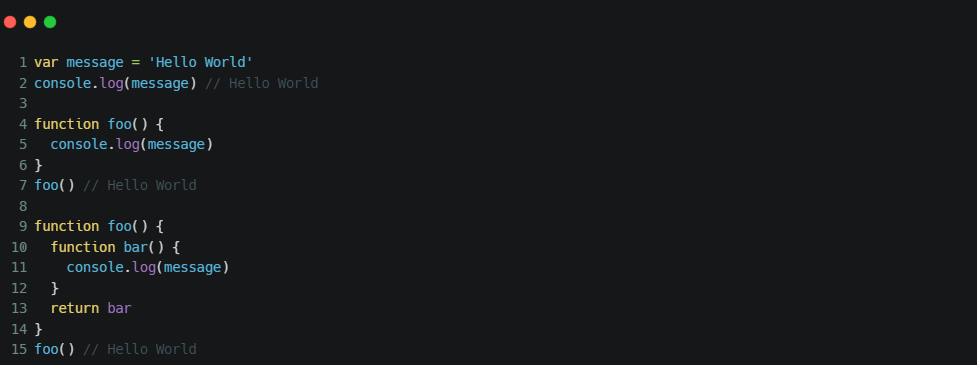 1 var message = 'Hello World'
2 console.log(message) // Hello World
3
4 function foo() {
5   console.log(message)
6 }
7 foo() // Hello World
8
9 function foo() {
10   function bar() {
11     console.log(message)
12   }
13   return bar
14 }
15 foo() // Hello World